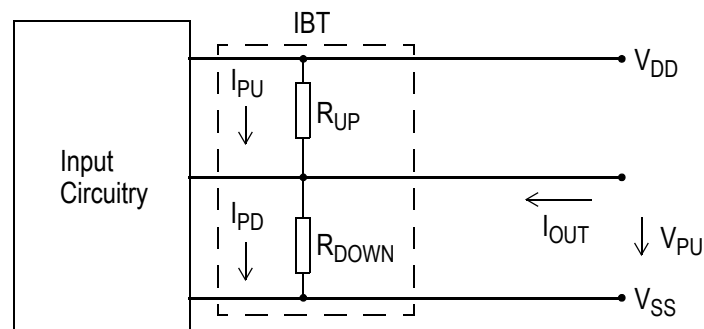 IBT
V_DD
I_PU
R_UP
Input
Circuitry
I_OUT
V_PU
I_PD
R_DOWN
V_SS